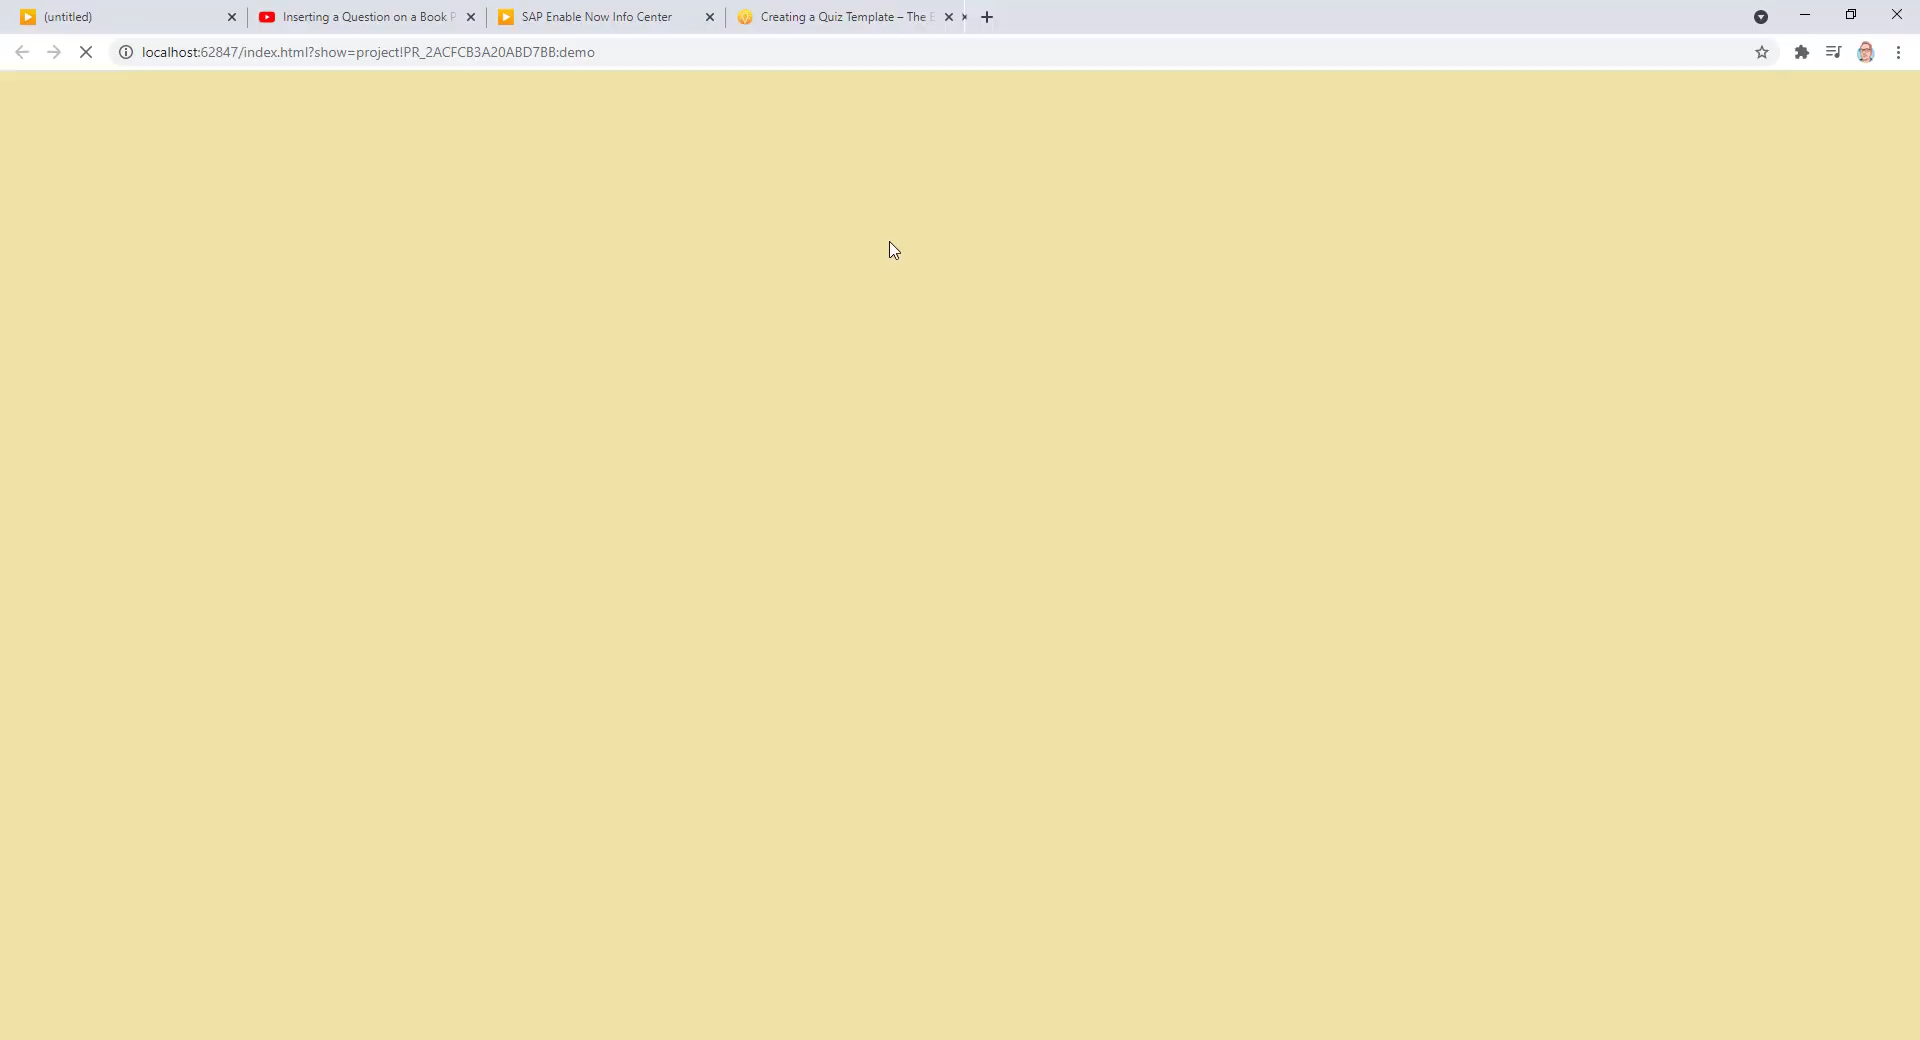 (untitled)
Inserting a Question on a Book
SAP Enable Now Info Center
Creating a Quiz Template – The
localhost:62847/index.html?show=project!PR_2ACFCB3A20ABD7BB:demo